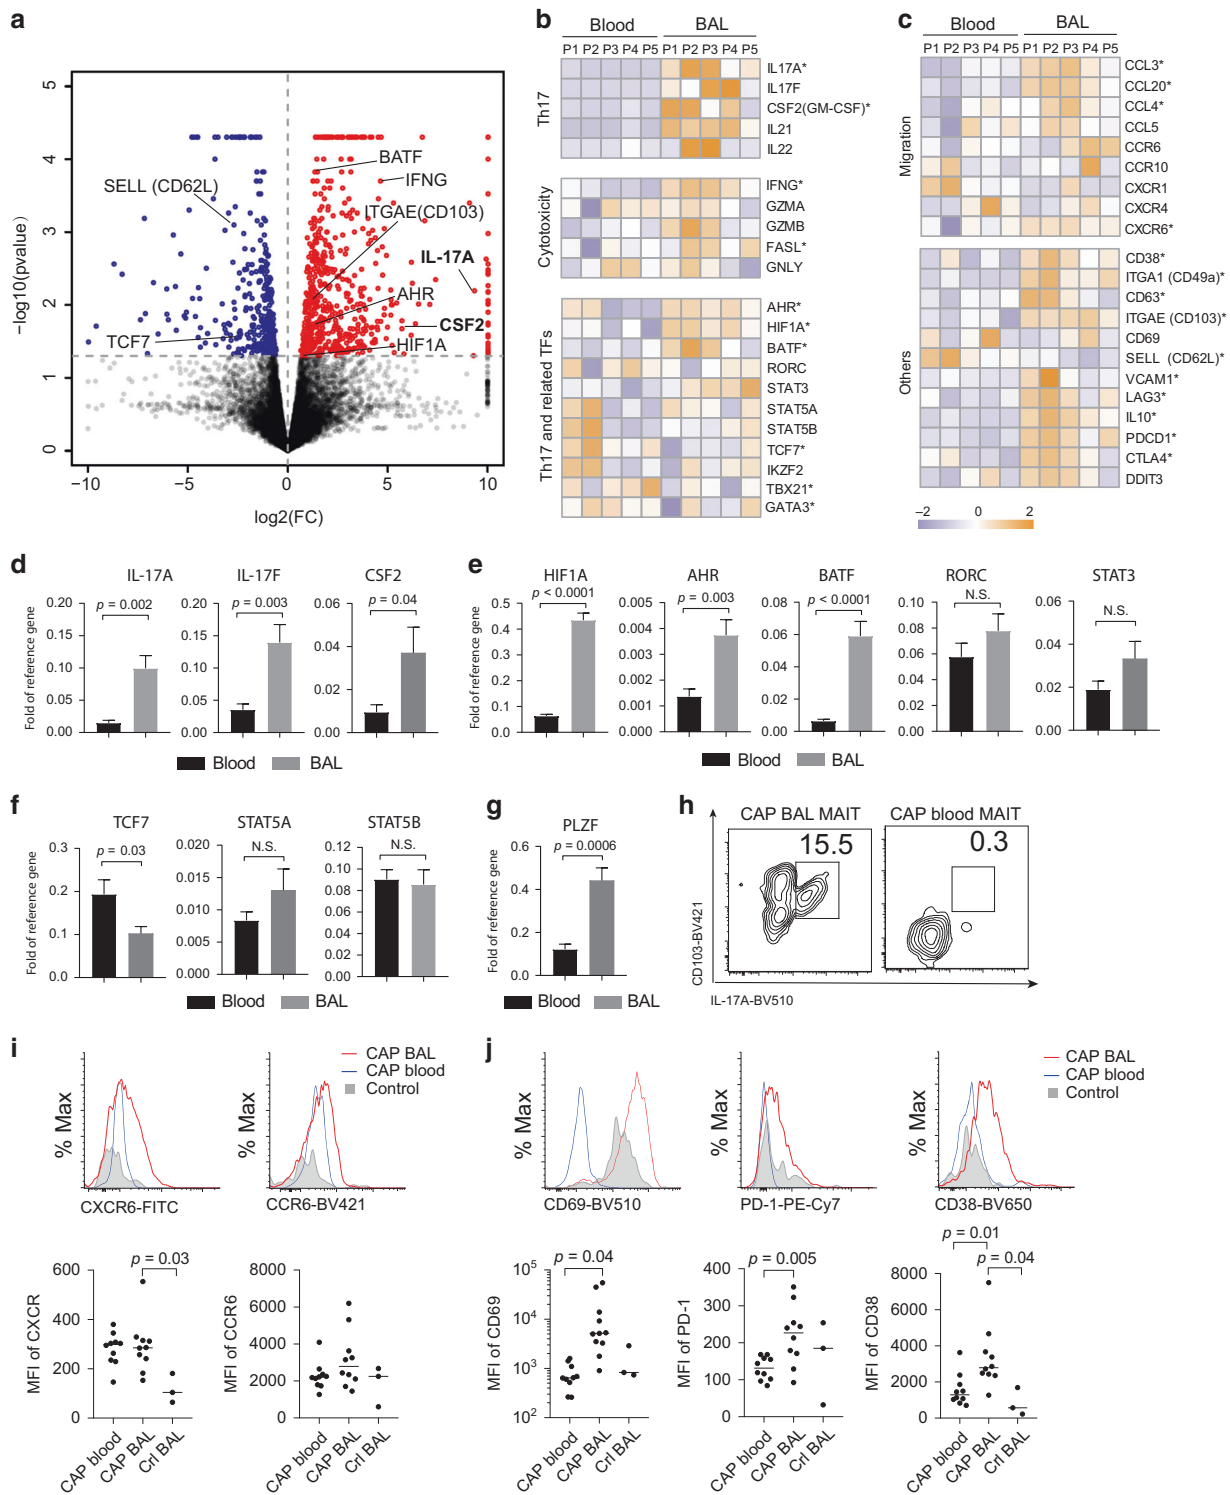 a
5
4
3
2
1
0
−10
−5
0
5
10
−log10(pvalue)
log2(FC)
BATF
IFNG
SELL (CD62L)
ITGAE(CD103)
IL-17A
AHR
CSF2
TCF7
HIF1A
b
Blood
BAL
P1 P2 P3 P4 P5 P1 P2 P3 P4 P5
Th17
IL17A*
IL17F
CSF2(GM-CSF)*
IL21
IL22
Cytotoxicity
IFNG*
GZMA
GZMB
FASL*
GNLY
Th17 and related TFs
AHR*
HIF1A*
BATF*
RORC
STAT3
STAT5A
STAT5B
TCF7*
IKZF2
TBX21*
GATA3*
c
Blood
BAL
P1 P2 P3 P4 P5 P1 P2 P3 P4 P5
Migration
CCL3*
CCL20*
CCL4*
CCL5
CCR6
CCR10
CXCR1
CXCR4
CXCR6*
Others
CD38*
ITGA1 (CD49a)*
CD63*
ITGAE (CD103)*
CD69
SELL (CD62L)*
VCAM1*
LAG3*
IL10*
PDCD1*
CTLA4*
DDIT3
−2 0 2
d
Fold of reference gene
IL-17A
p = 0.002
0.20
0.15
0.10
0.05
0.00
IL-17F
p = 0.003
0.20
0.15
0.10
0.05
0.00
CSF2
p = 0.04
0.06
0.04
0.02
0.00
Blood BAL
e
Fold of reference gene
HIF1A
p < 0.0001
0.5
0.4
0.3
0.2
0.1
0.0
AHR
p = 0.003
0.005
0.004
0.003
0.002
0.001
0.000
BATF
p < 0.0001
0.08
0.06
0.04
0.02
0.00
RORC
N.S.
0.10
0.08
0.06
0.04
0.02
0.00
STAT3
N.S.
0.06
0.04
0.02
0.00
Blood BAL
f
Fold of reference gene
TCF7
p = 0.03
0.3
0.2
0.1
0.0
STAT5A
N.S.
0.020
0.015
0.010
0.005
0.000
STAT5B
N.S.
0.12
0.10
0.08
0.06
0.04
0.02
0.00
Blood BAL
g
Fold of reference gene
PLZF
p = 0.0006
0.6
0.4
0.2
0.0
Blood BAL
h
CAP BAL MAIT
15.5
CAP blood MAIT
0.3
CD103-BV421
IL-17A-BV510
i
% Max
CXCR6-FITC
% Max
CCR6-BV421
CAP BAL
CAP blood
Control
MFI of CXCR
p = 0.03
600
400
200
0
CAP blood
CAP BAL
Crl BAL
MFI of CCR6
8000
6000
4000
2000
0
CAP blood
CAP BAL
Crl BAL
j
% Max
CD69-BV510
% Max
PD-1-PE-Cy7
% Max
CD38-BV650
CAP BAL
CAP blood
Control
MFI of CD69
p = 0.04
10⁵
10⁴
10³
10²
CAP blood
CAP BAL
Crl BAL
MFI of PD-1
p = 0.005
400
300
200
100
0
CAP blood
CAP BAL
Crl BAL
MFI of CD38
p = 0.01
p = 0.04
8000
6000
4000
2000
0
CAP blood
CAP BAL
Crl BAL